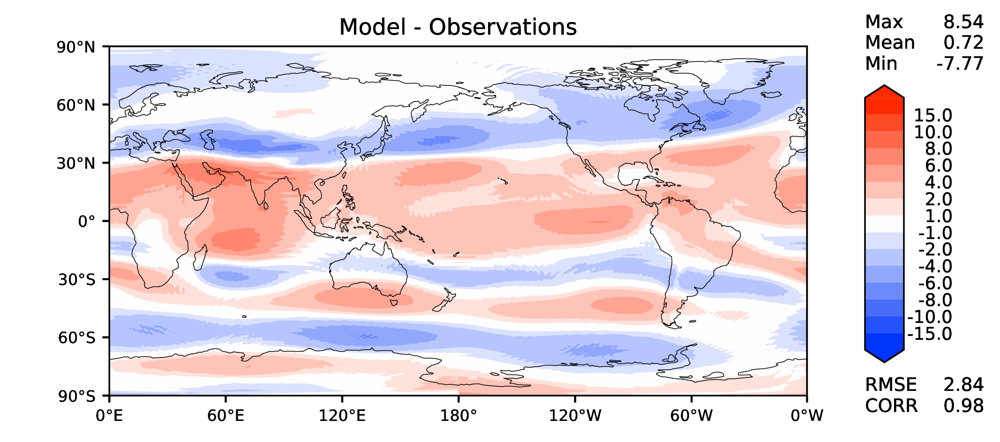 Model - Observations
Max 8.54
Mean 0.72
Min -7.77
90°N
60°N
30°N
0°
30°S
60°S
90°S
0°E 60°E 120°E 180° 120°W 60°W 0°W
15.0
10.0
8.0
6.0
4.0
2.0
1.0
-1.0
-2.0
-4.0
-6.0
-8.0
-10.0
-15.0
RMSE 2.84
CORR 0.98